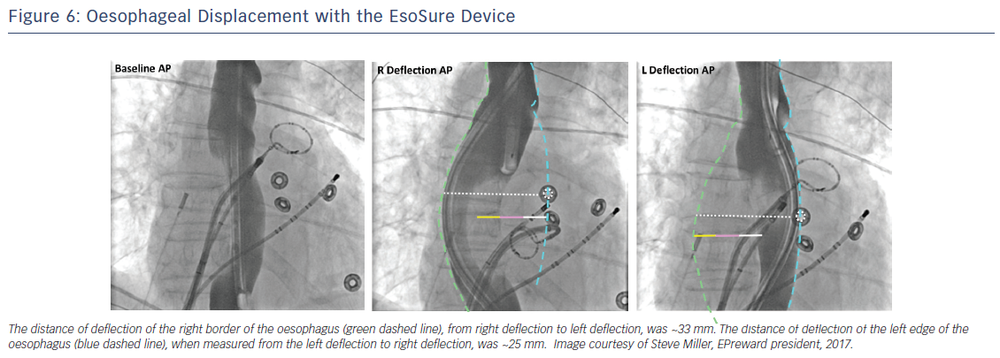 Figure 6: Oesophageal Displacement with the EsoSure Device
Baseline AP
R Deflection AP
L Deflection AP
The distance of deflection of the right border of the oesophagus (green dashed line), from right deflection to left deflection, was ~33 mm. The distance of deflection of the left edge of the
oesophagus (blue dashed line), when measured from the left deflection to right deflection, was ~25 mm. Image courtesy of Steve Miller, EPreward president, 2017.